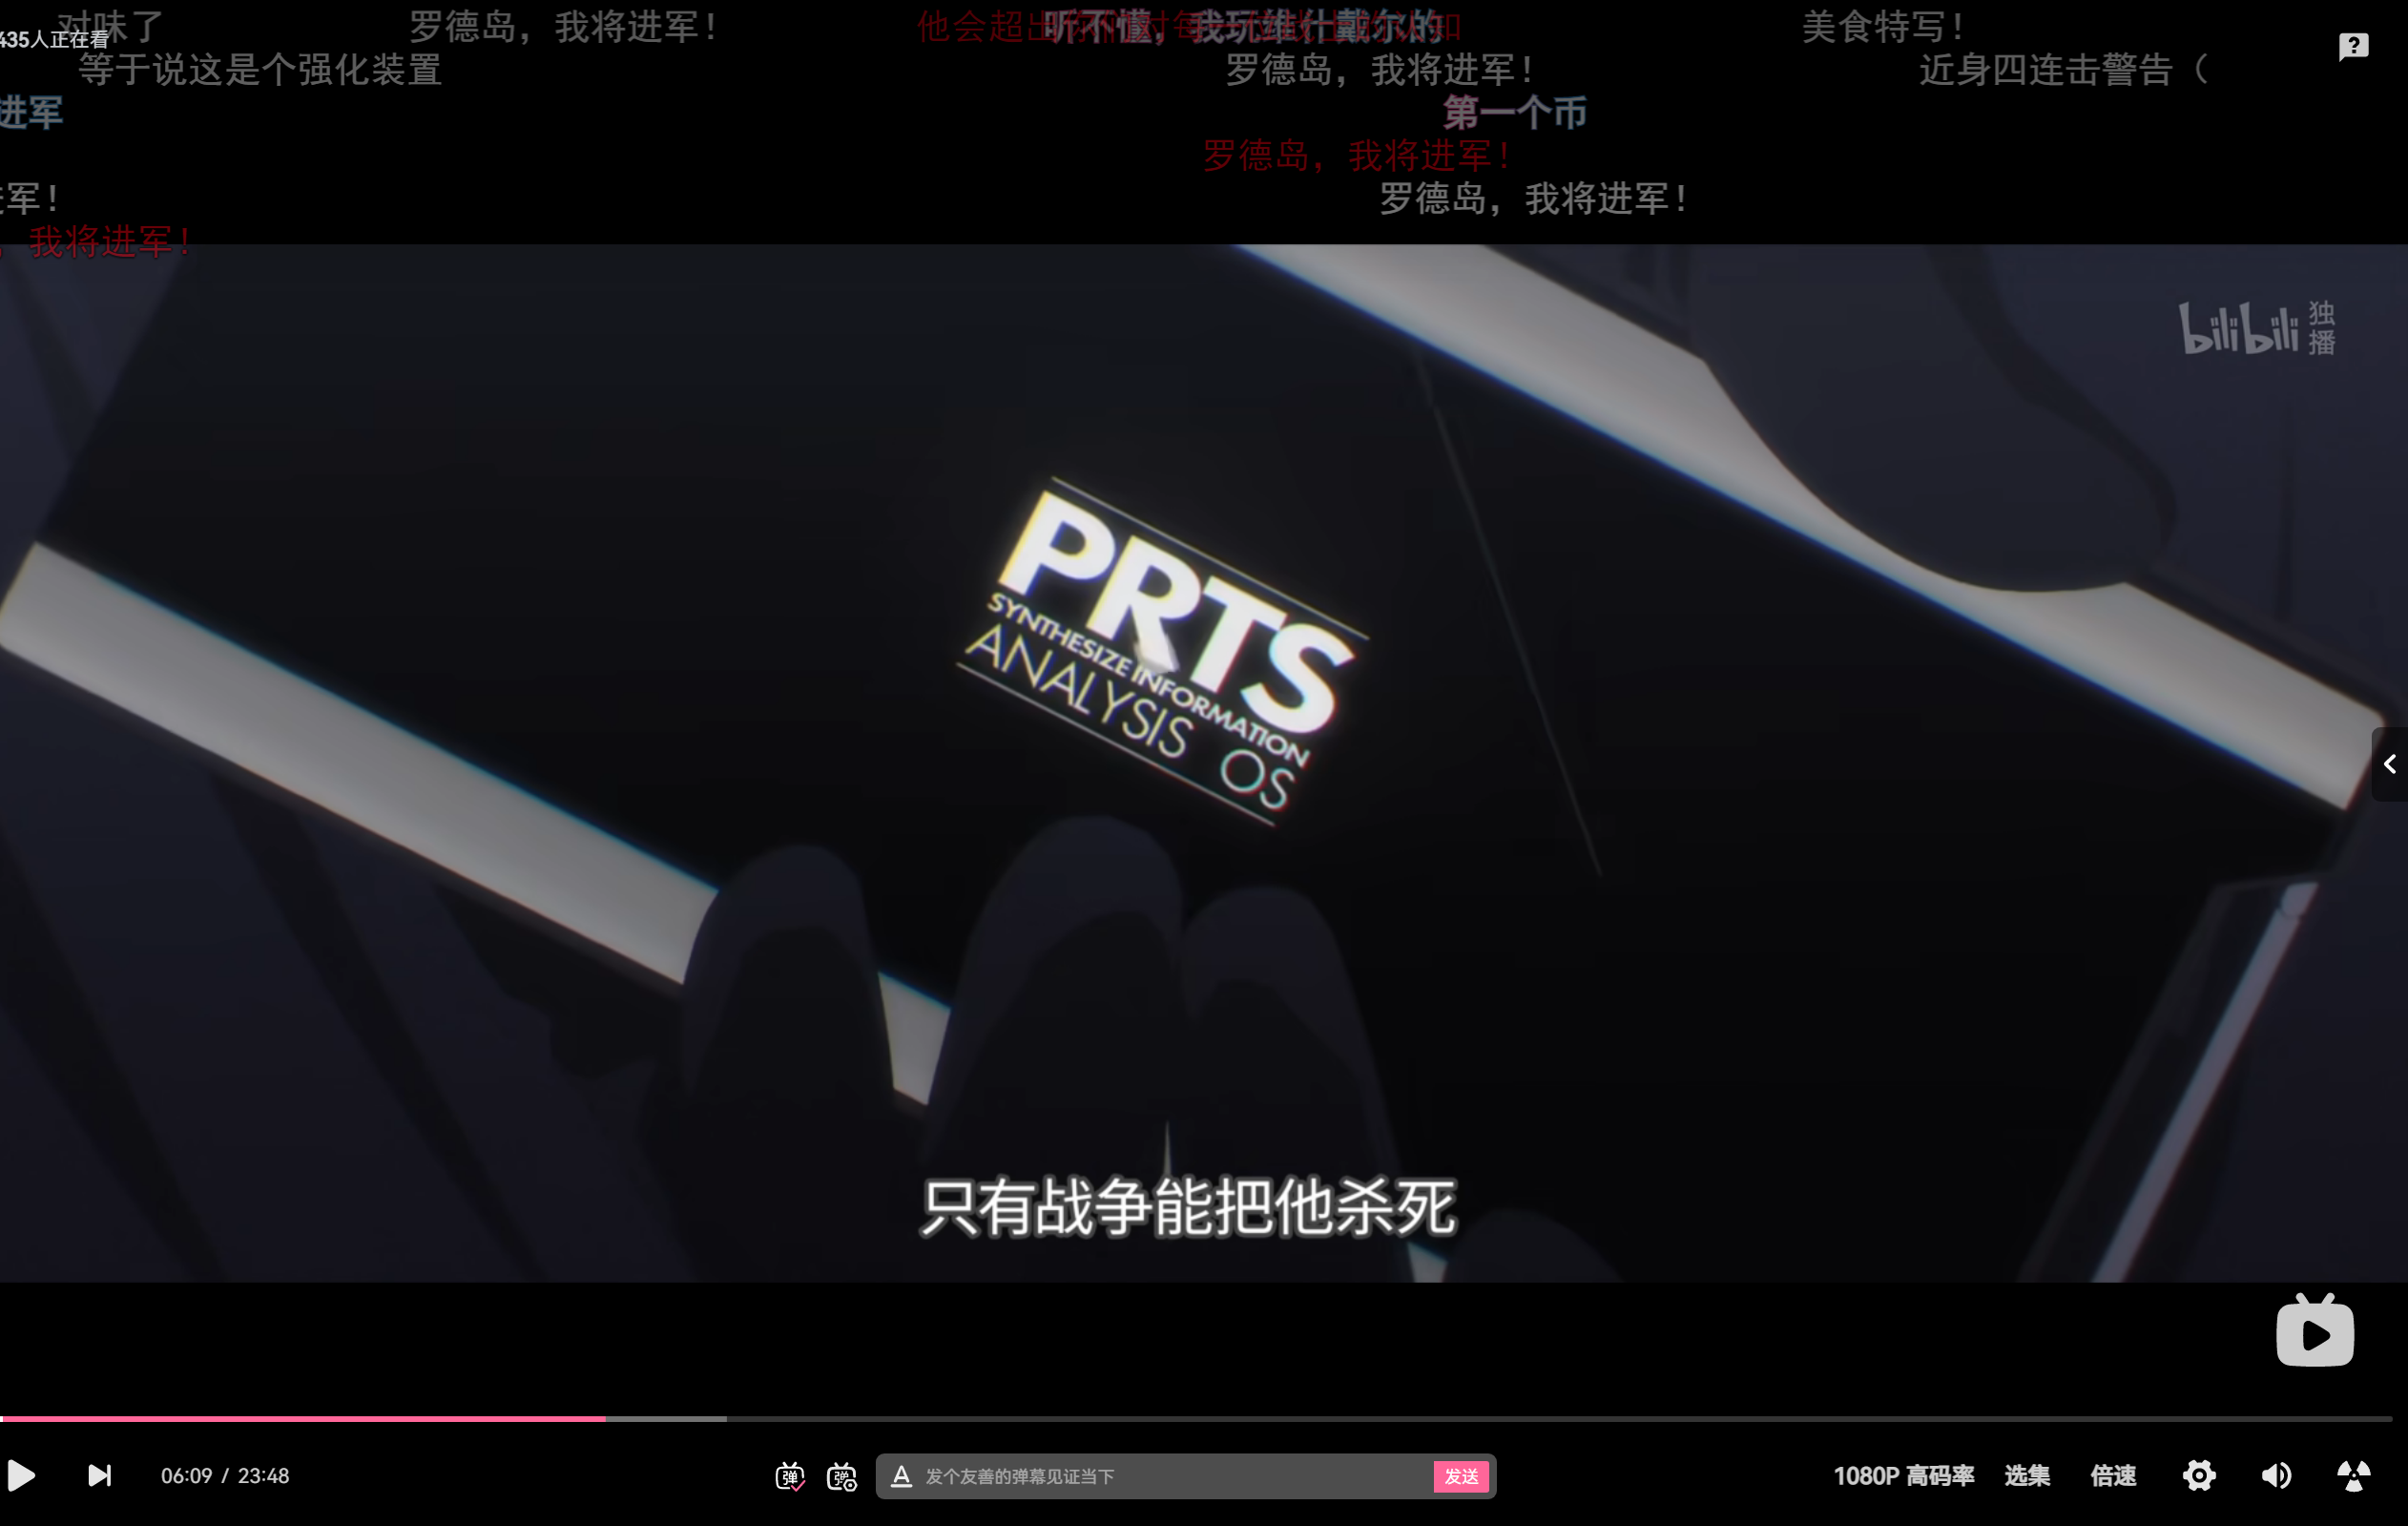 对味了
罗德岛，我将进军！
听不懂，我玩维什戴尔的
美食特写！
435人正在看
等于说这是个强化装置
罗德岛，我将进军！
近身四连击警告（
进军
第一个币
罗德岛，我将进军！
军！
罗德岛，我将进军！
，我将进军！
bilibili 独播
PRTS
SYNTHESIZE INFORMATION
ANALYSIS OS
只有战争能把他杀死
06:09 / 23:48
弹
弹
发个友善的弹幕见证当下
发送
1080P 高码率
选集
倍速